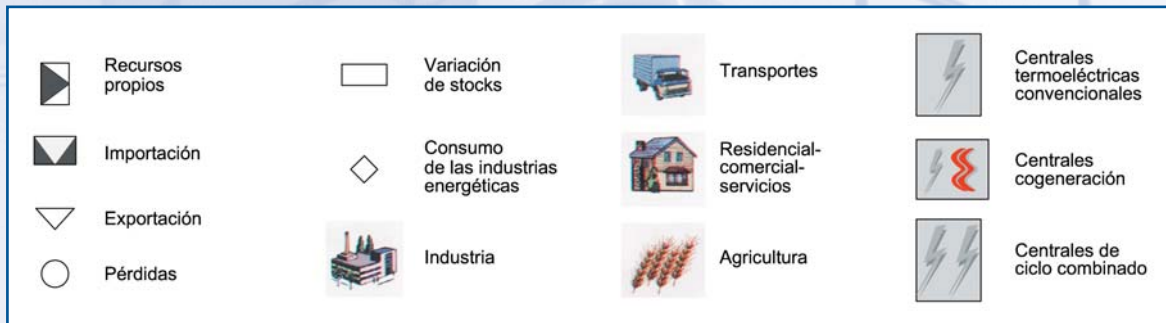 Recursos
propios
Importación
Exportación
Pérdidas
Variación
de stocks
Consumo
de las industrias
energéticas
Industria
Transportes
Residencial-
comercial-
servicios
Agricultura
Centrales
termoeléctricas
convencionales
Centrales
cogeneración
Centrales de
ciclo combinado